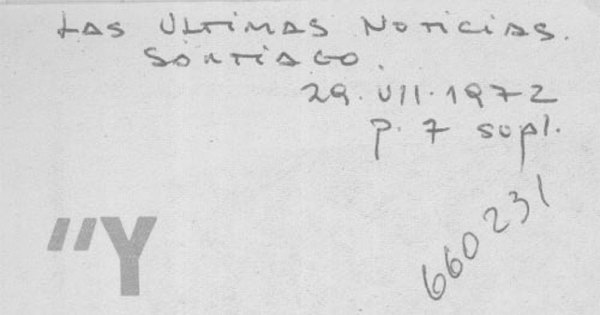 LAS ULTIMAS NOTICIAS.
SANTIAGO.
29.VII.1972
p. 7 supl.
660231
"Y